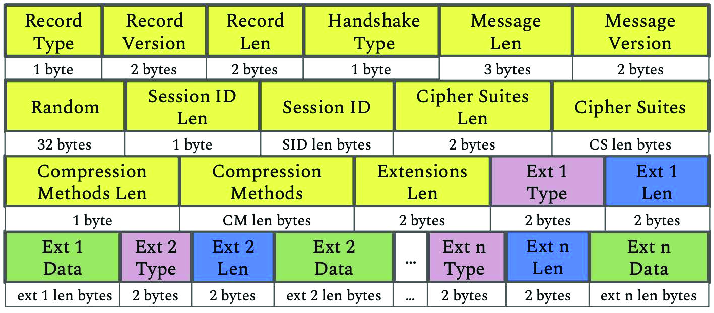 Record Type Record Version Record Len Handshake Type Message Len Message Version
1 byte 2 bytes 2 bytes 1 byte 3 bytes 2 bytes
Random Session ID Len Session ID Cipher Suites Len Cipher Suites
32 bytes 1 byte SID len bytes 2 bytes CS len bytes
Compression Methods Len Compression Methods Extensions Len Ext 1 Type Ext 1 Len
1 byte CM len bytes 2 bytes 2 bytes 2 bytes
Ext 1 Data Ext 2 Type Ext 2 Len Ext 2 Data ... Ext n Type Ext n Len Ext n Data
ext 1 len bytes 2 bytes 2 bytes ext 2 len bytes ... 2 bytes 2 bytes ext n len bytes